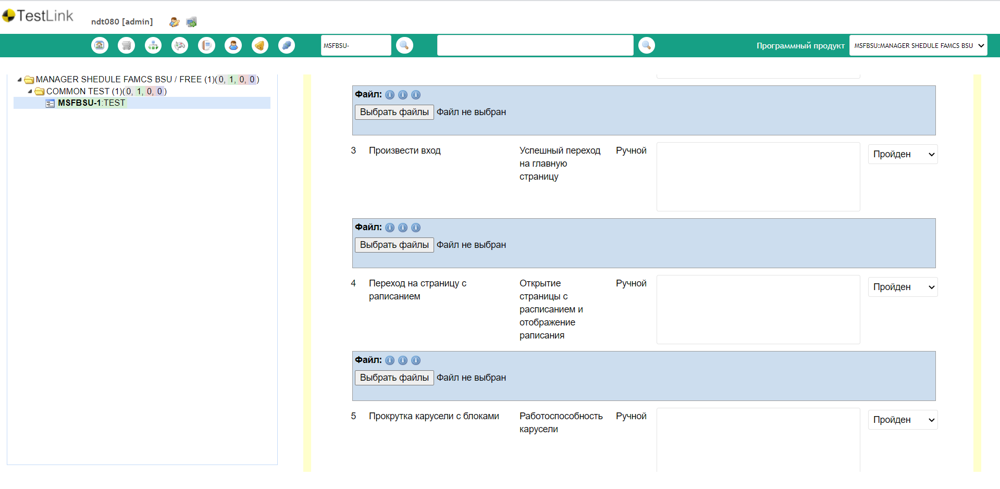 TestLink
ndt080 [admin]
MSFBSU-
Программный продукт
MSFBSU:MANAGER SHEDULE FAMCS BSU
MANAGER SHEDULE FAMCS BSU / FREE (1)(0, 1, 0, 0)
COMMON TEST (1)(0, 1, 0, 0)
MSFBSU-1:TEST
Файл:
Выбрать файлы Файл не выбран
3 Произвести вход Успешный переход Ручной Пройден
на главную
страницу
Файл:
Выбрать файлы Файл не выбран
4 Переход на страницу с Открытие Ручной Пройден
раписанием страницы с
расписанием и
отображение
раписания
Файл:
Выбрать файлы Файл не выбран
5 Прокрутка карусели с блоками Работоспособность Ручной Пройден
карусели